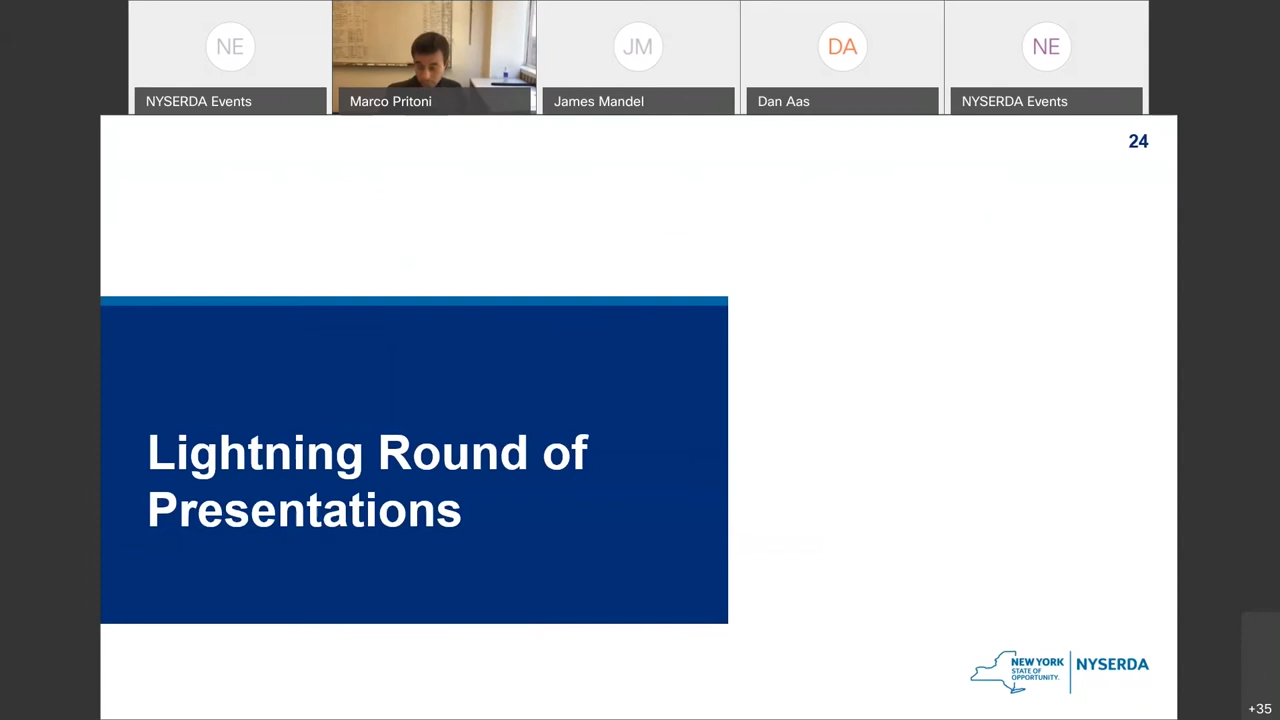 NE
JM
DA
NE
NYSERDA Events
Marco Pritoni
James Mandel
Dan Aas
NYSERDA Events
24
Lightning Round of
Presentations
NEW YORK
STATE OF
OPPORTUNITY.
NYSERDA
+35